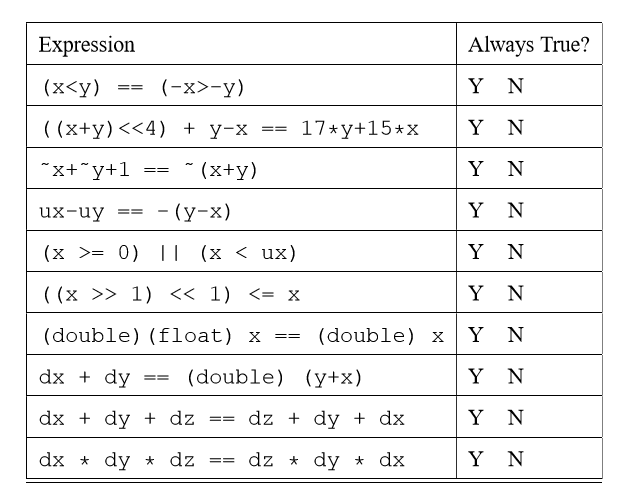 Expression Always True?
(x<y) == (-x>-y) Y N
((x+y)<<4) + y-x == 17*y+15*x Y N
~x+~y+1 == ~(x+y) Y N
ux-uy == -(y-x) Y N
(x >= 0) || (x < ux) Y N
((x >> 1) << 1) <= x Y N
(double)(float) x == (double) x Y N
dx + dy == (double) (y+x) Y N
dx + dy + dz == dz + dy + dx Y N
dx * dy * dz == dz * dy * dx Y N